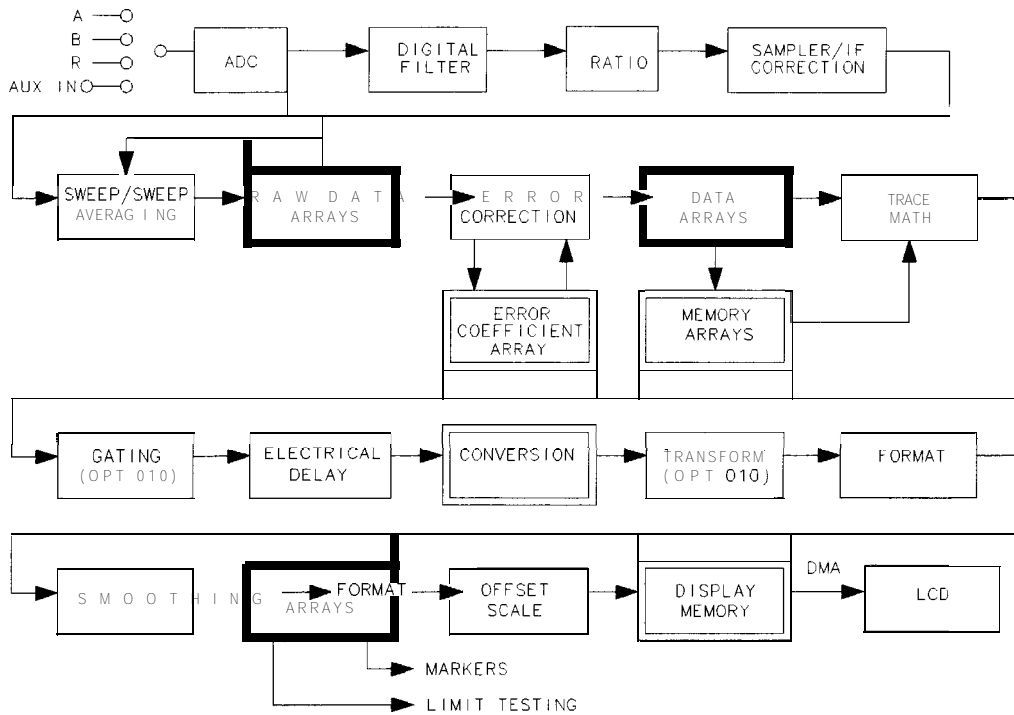 A
B
R
AUX IN
ADC
DIGITAL
FILTER
RATIO
SAMPLER/IF
CORRECTION
SWEEP/SWEEP
AVERAGING
RAW DATA
ARRAYS
ERROR
CORRECTION
DATA
ARRAYS
TRACE
MATH
ERROR
COEFFICIENT
ARRAY
MEMORY
ARRAYS
GATING
(OPT 010)
ELECTRICAL
DELAY
CONVERSION
TRANSFORM
(OPT 010)
FORMAT
SMOOTHING
FORMAT
ARRAYS
OFFSET
SCALE
DISPLAY
MEMORY
DMA
LCD
MARKERS
LIMIT TESTING